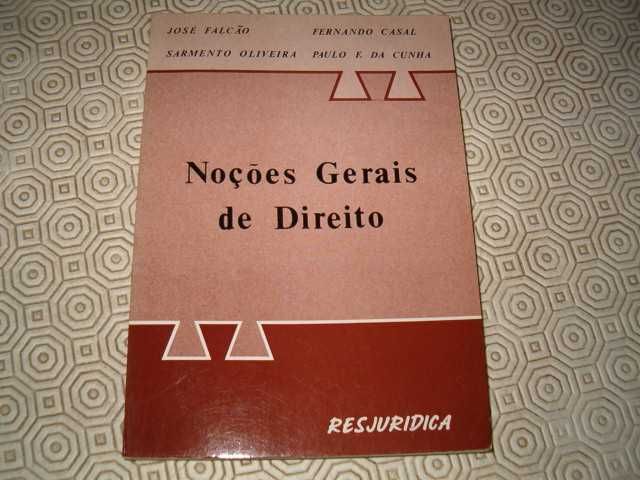 JOSÉ FALCÃO FERNANDO CASAL
SARMENTO OLIVEIRA PAULO F. DA CUNHA
Noções Gerais
de Direito
RESJURIDICA